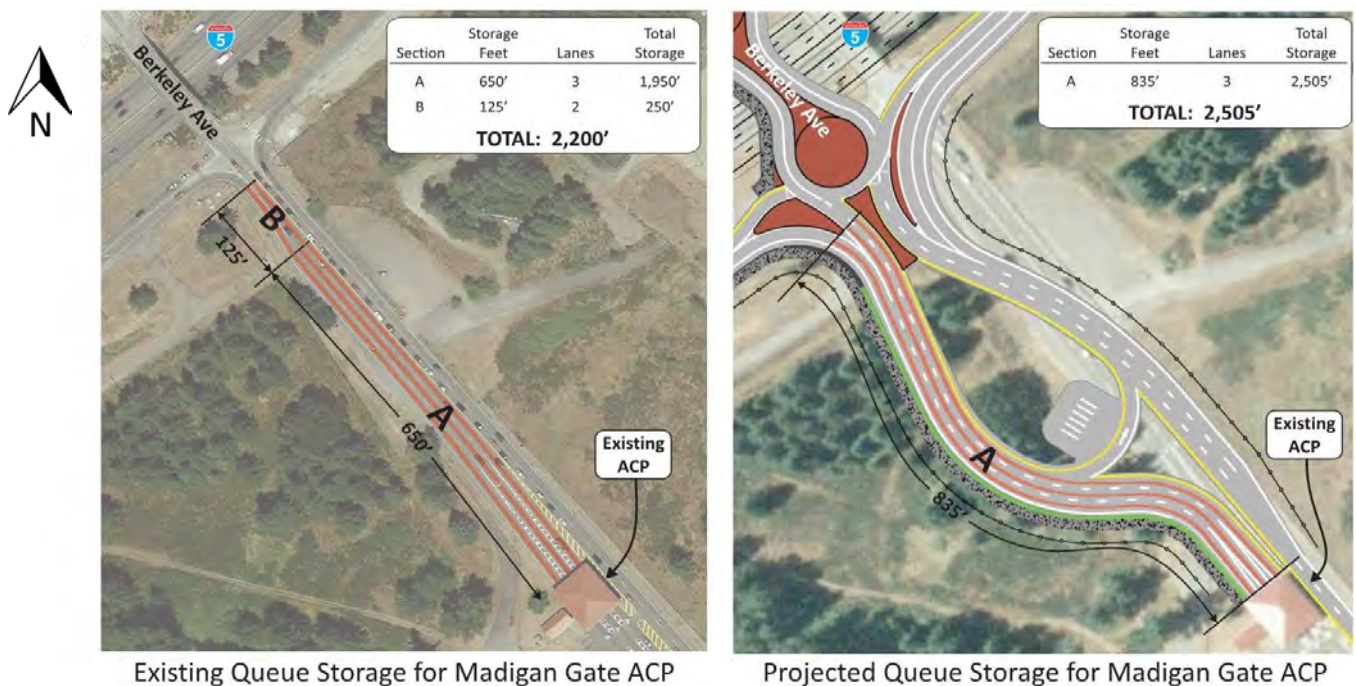 N
5
Berkeley Ave
Storage Total
Section Feet Lanes Storage
A 650' 3 1,950'
B 125' 2 250'
TOTAL: 2,200'
B
125'
A
650'
Existing
ACP
Existing Queue Storage for Madigan Gate ACP
5
Berkeley Ave
Storage Total
Section Feet Lanes Storage
A 835' 3 2,505'
TOTAL: 2,505'
A
835'
Existing
ACP
Projected Queue Storage for Madigan Gate ACP